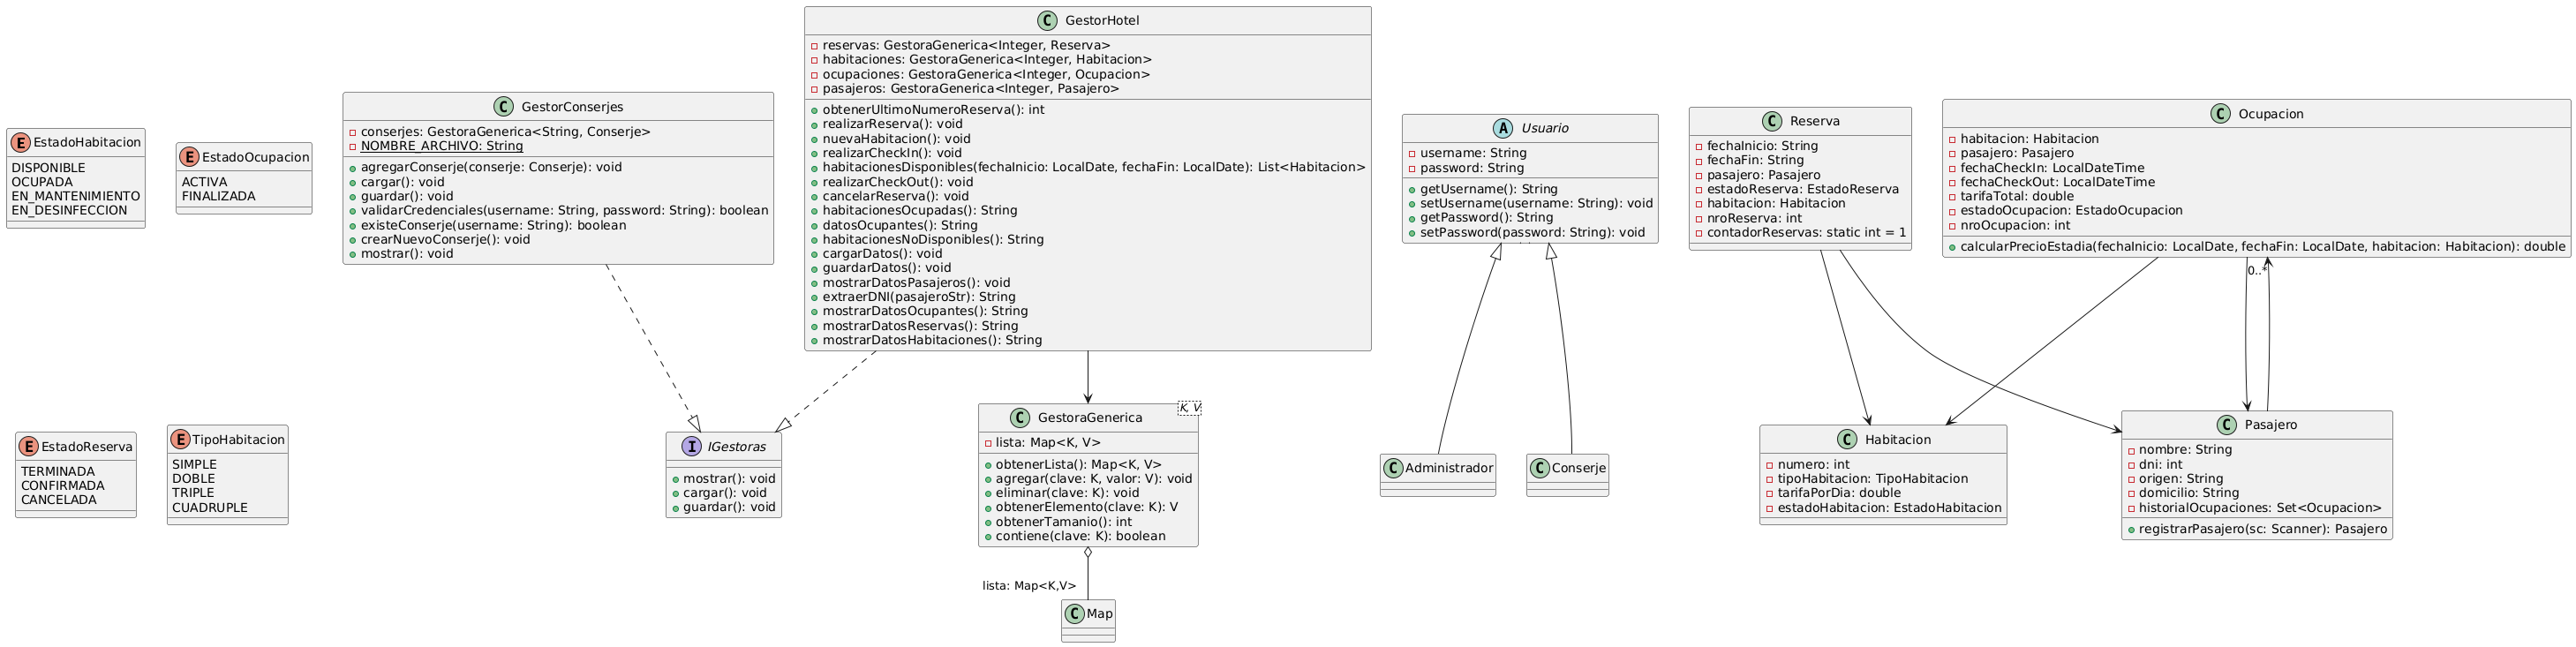 EstadoHabitacion
DISPONIBLE
OCUPADA
EN_MANTENIMIENTO
EN_DESINFECCION
EstadoOcupacion
ACTIVA
FINALIZADA
GestorConserjes
conserjes: GestoraGenerica<String, Conserje>
NOMBRE_ARCHIVO: String
agregarConserje(conserje: Conserje): void
cargar(): void
guardar(): void
validarCredenciales(username: String, password: String): boolean
existeConserje(username: String): boolean
crearNuevoConserje(): void
mostrar(): void
GestorHotel
reservas: GestoraGenerica<Integer, Reserva>
habitaciones: GestoraGenerica<Integer, Habitacion>
ocupaciones: GestoraGenerica<Integer, Ocupacion>
pasajeros: GestoraGenerica<Integer, Pasajero>
obtenerUltimoNumeroReserva(): int
realizarReserva(): void
nuevaHabitacion(): void
realizarCheckIn(): void
habitacionesDisponibles(fechaInicio: LocalDate, fechaFin: LocalDate): List<Habitacion>
realizarCheckOut(): void
cancelarReserva(): void
habitacionesOcupadas(): String
datosOcupantes(): String
habitacionesNoDisponibles(): String
cargarDatos(): void
guardarDatos(): void
mostrarDatosPasajeros(): void
extraerDNI(pasajeroStr): String
mostrarDatosOcupantes(): String
mostrarDatosReservas(): String
mostrarDatosHabitaciones(): String
Usuario
username: String
password: String
getUsername(): String
setUsername(username: String): void
getPassword(): String
setPassword(password: String): void
Reserva
fechaInicio: String
fechaFin: String
pasajero: Pasajero
estadoReserva: EstadoReserva
habitacion: Habitacion
nroReserva: int
contadorReservas: static int = 1
Ocupacion
habitacion: Habitacion
pasajero: Pasajero
fechaCheckIn: LocalDateTime
fechaCheckOut: LocalDateTime
tarifaTotal: double
estadoOcupacion: EstadoOcupacion
nroOcupacion: int
calcularPrecioEstadia(fechaInicio: LocalDate, fechaFin: LocalDate, habitacion: Habitacion): double
0..*
EstadoReserva
TERMINADA
CONFIRMADA
CANCELADA
TipoHabitacion
SIMPLE
DOBLE
TRIPLE
CUADRUPLE
IGestoras
mostrar(): void
cargar(): void
guardar(): void
GestoraGenerica
K, V
lista: Map<K, V>
obtenerLista(): Map<K, V>
agregar(clave: K, valor: V): void
eliminar(clave: K): void
obtenerElemento(clave: K): V
obtenerTamanio(): int
contiene(clave: K): boolean
Administrador
Conserje
Habitacion
numero: int
tipoHabitacion: TipoHabitacion
tarifaPorDia: double
estadoHabitacion: EstadoHabitacion
Pasajero
nombre: String
dni: int
origen: String
domicilio: String
historialOcupaciones: Set<Ocupacion>
registrarPasajero(sc: Scanner): Pasajero
lista: Map<K,V>
Map